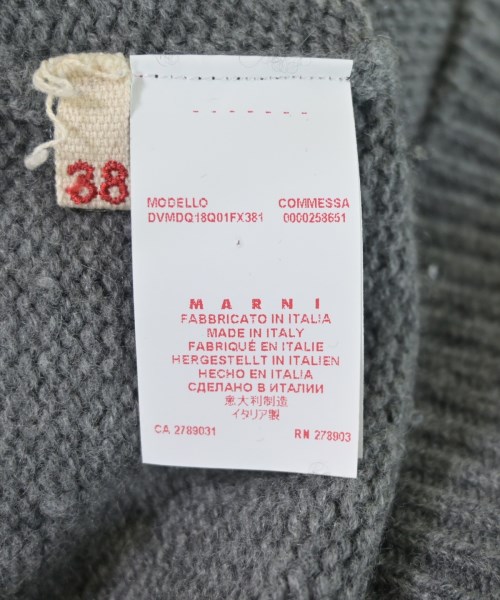 38
- - - - - - -
MODELLO COMMESSA
DVMDQ18Q01FX381 0000258651
MARNI
FABBRICATO IN ITALIA
MADE IN ITALY
FABRIQUÉ EN ITALIE
HERGESTELLT IN ITALIEN
HECHO EN ITALIA
СДЕЛАНО В ИТАЛИИ
意大利制造
イタリア製
CA 2789031 RN 278903